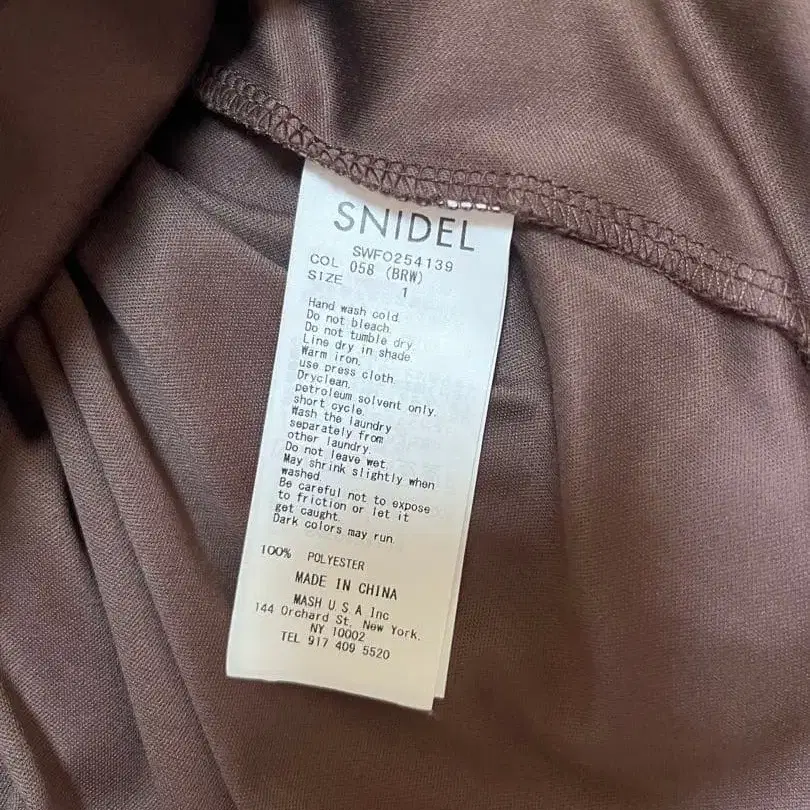 SNIDEL
SWFO254139
COL 058 (BRW)
SIZE 1
Hand wash cold.
Do not bleach.
Do not tumble dry.
Line dry in shade
Warm iron.
use press cloth.
Dryclean.
petroleum solvent only.
short cycle.
Wash the laundry
separately from
other laundry.
Do not leave wet.
May shrink slightly when
washed.
Be careful not to expose
to friction or let it
get caught.
Dark colors may run.
100% POLYESTER
MADE IN CHINA
MASH U S A Inc
144 Orchard St. New York.
NY 10002
TEL 917 409 5520